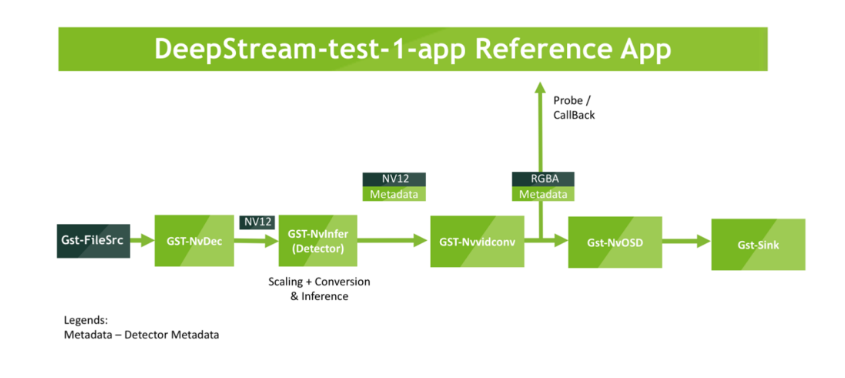 DeepStream-test-1-app Reference App
Probe /
CallBack
NV12
Metadata
RGBA
Metadata
NV12
Gst-FileSrc
GST-NvDec
GST-NvInfer
(Detector)
GST-Nvvidconv
Gst-NvOSD
Gst-Sink
Scaling + Conversion
& Inference
Legends:
Metadata – Detector Metadata